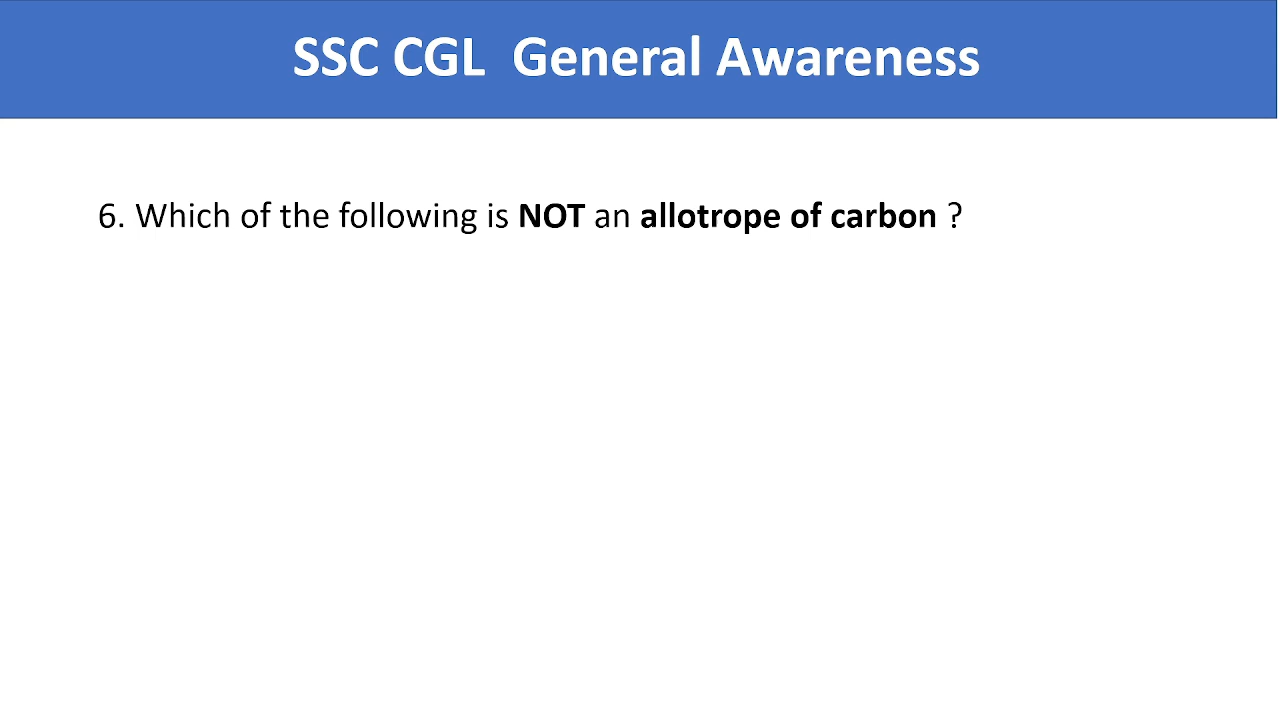 SSC CGL  General Awareness
6. Which of the following is NOT an allotrope of carbon ?